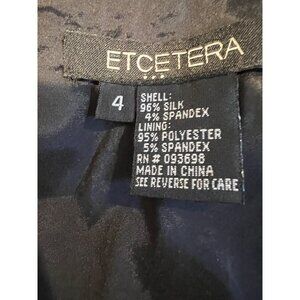 ETCETERA
4
SHELL:
96% SILK
4% SPANDEX
LINING:
95% POLYESTER
5% SPANDEX
RN # 093698
MADE IN CHINA
SEE REVERSE FOR CARE